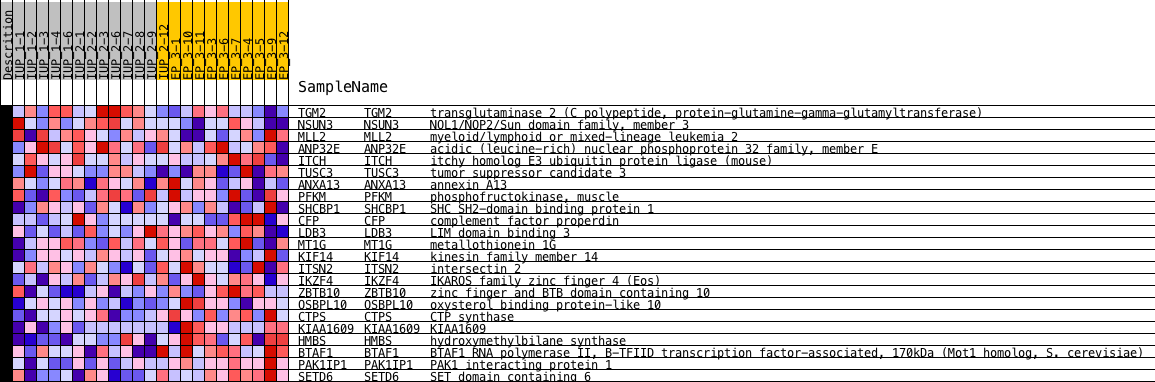 Descrition
IUP_1-1
IUP_1-2
IUP_1-3
IUP_1-4
IUP_1-6
IUP_2-1
IUP_2-2
IUP_2-3
IUP_2-6
IUP_2-7
IUP_2-8
IUP_2-9
IUP_2-12
EP_3-1
EP_3-10
EP_3-11
EP_3-3
EP_3-6
EP_3-7
EP_3-4
EP_3-5
EP_3-9
EP_3-12
SampleName
TGM2 TGM2 transglutaminase 2 (C polypeptide, protein-glutamine-gamma-glutamyltransferase)
NSUN3 NSUN3 NOL1/NOP2/Sun domain family, member 3
MLL2 MLL2 myeloid/lymphoid or mixed-lineage leukemia 2
ANP32E ANP32E acidic (leucine-rich) nuclear phosphoprotein 32 family, member E
ITCH ITCH itchy homolog E3 ubiquitin protein ligase (mouse)
TUSC3 TUSC3 tumor suppressor candidate 3
ANXA13 ANXA13 annexin A13
PFKM PFKM phosphofructokinase, muscle
SHCBP1 SHCBP1 SHC SH2-domain binding protein 1
CFP CFP complement factor properdin
LDB3 LDB3 LIM domain binding 3
MT1G MT1G metallothionein 1G
KIF14 KIF14 kinesin family member 14
ITSN2 ITSN2 intersectin 2
IKZF4 IKZF4 IKAROS family zinc finger 4 (Eos)
ZBTB10 ZBTB10 zinc finger and BTB domain containing 10
OSBPL10 OSBPL10 oxysterol binding protein-like 10
CTPS CTPS CTP synthase
KIAA1609 KIAA1609 KIAA1609
HMBS HMBS hydroxymethylbilane synthase
BTAF1 BTAF1 BTAF1 RNA polymerase II, B-TFIID transcription factor-associated, 170kDa (Mot1 homolog, S. cerevisiae)
PAK1IP1 PAK1IP1 PAK1 interacting protein 1
SETD6 SETD6 SET domain containing 6